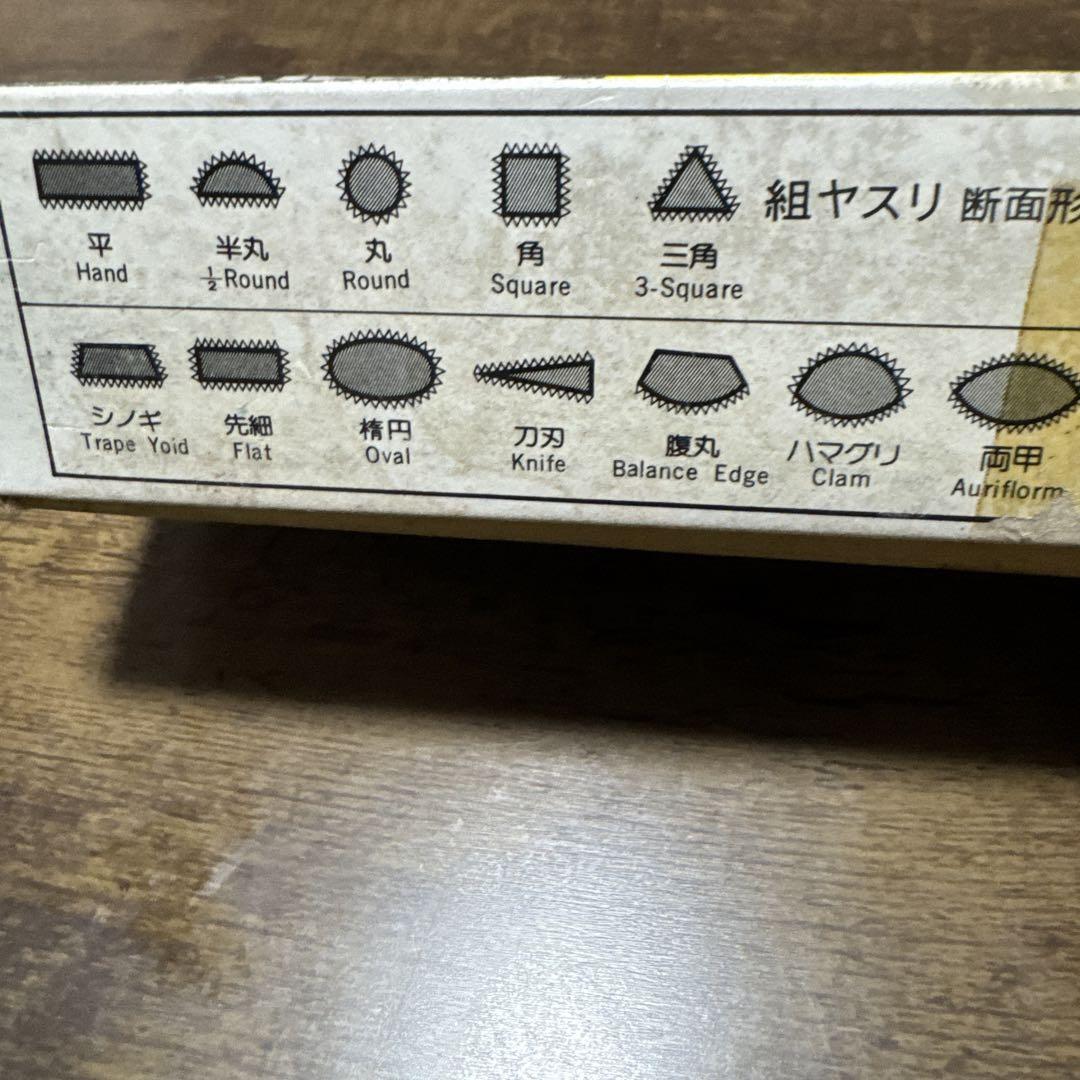 平 半丸 丸 角 三角 組ヤスリ 断面形
Hand ½Round Round Square 3-Square
シノギ 先細 楕円 刀刃 腹丸 ハマグリ 両甲
Trape Yoid Flat Oval Knife Balance Edge Clam Auriflorm